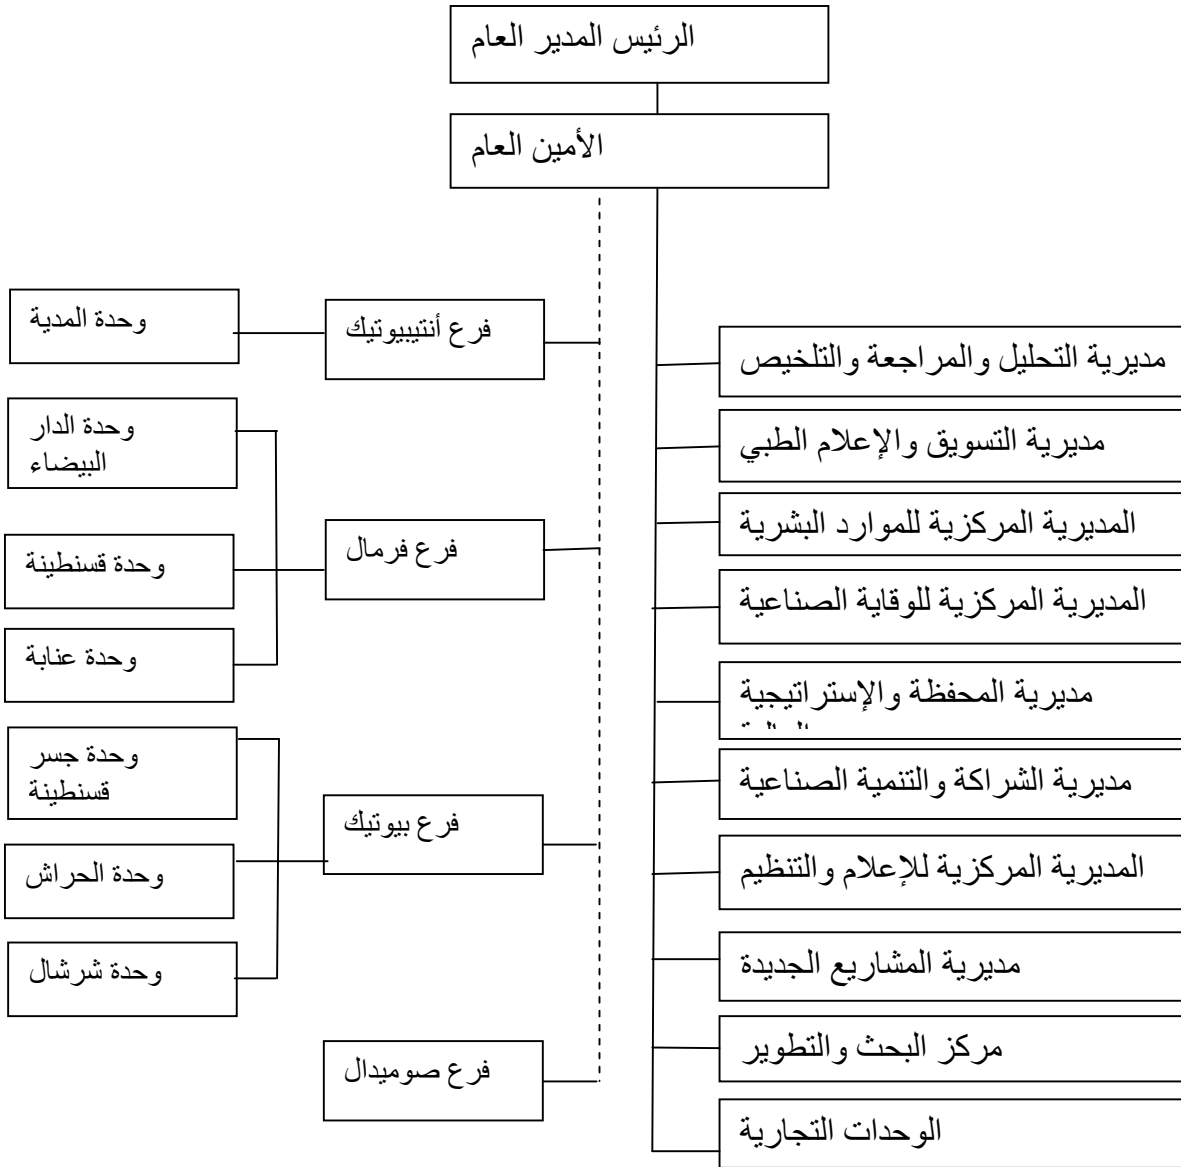 الرئيس المدير العام
الأمين العام
مديرية التحليل والمراجعة والتلخيص
مديرية التسويق والإعلام الطبي
المديرية المركزية للموارد البشرية
المديرية المركزية للوقاية الصناعية
مديرية المحفظة والإستراتيجية
مديرية الشراكة والتنمية الصناعية
المديرية المركزية للإعلام والتنظيم
مديرية المشاريع الجديدة
مركز البحث والتطوير
الوحدات التجارية
فرع أنتيبيوتيك
وحدة المدية
فرع فرمال
وحدة الدار
البيضاء
وحدة قسنطينة
وحدة عنابة
فرع بيوتيك
وحدة جسر
قسنطينة
وحدة الحراش
وحدة شرشال
فرع صوميدال